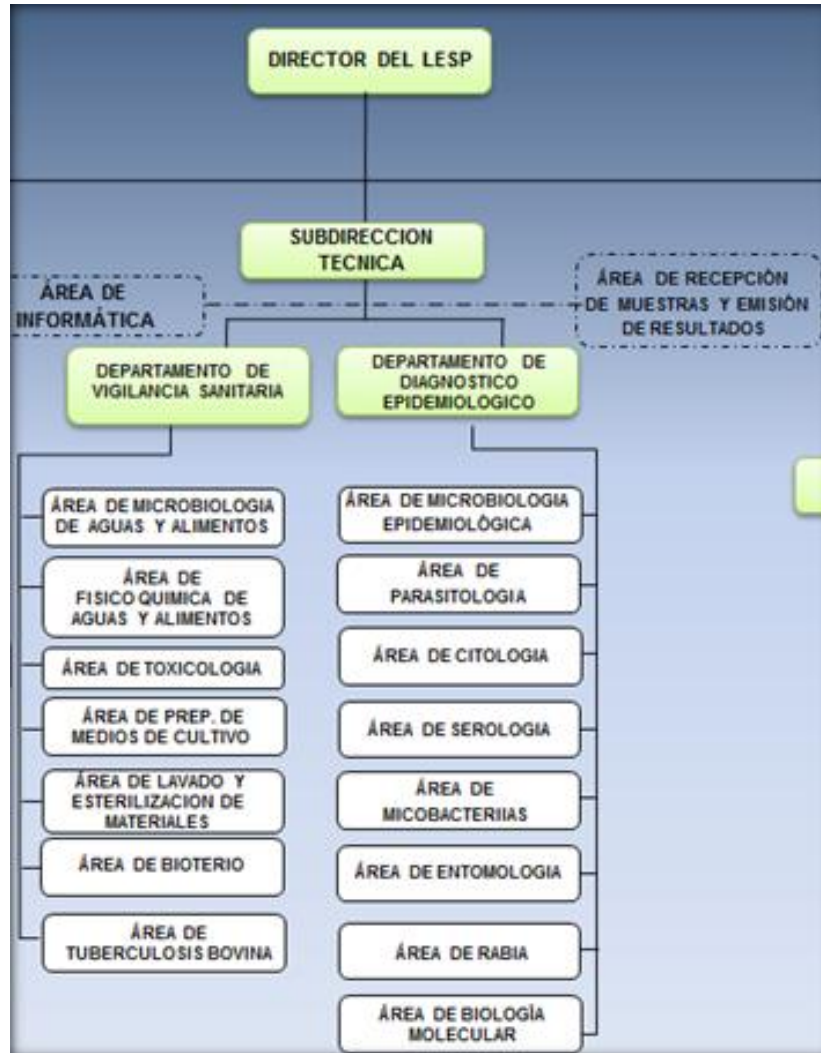 DIRECTOR DEL LESP
SUBDIRECCION
TECNICA
ÁREA DE
INFORMÁTICA
ÁREA DE RECEPCIÓN
DE MUESTRAS Y EMISIÓN
DE RESULTADOS
DEPARTAMENTO DE
VIGILANCIA SANITARIA
DEPARTAMENTO DE
DIAGNOSTICO
EPIDEMIOLOGICO
ÁREA DE MICROBIOLOGIA
DE AGUAS Y ALIMENTOS
ÁREA DE
FISICO QUIMICA DE
AGUAS Y ALIMENTOS
ÁREA DE TOXICOLOGIA
ÁREA DE PREP. DE
MEDIOS DE CULTIVO
ÁREA DE LAVADO Y
ESTERILIZACION DE
MATERIALES
ÁREA DE BIOTERIO
ÁREA DE
TUBERCULOSIS BOVINA
ÁREA DE MICROBIOLOGIA
EPIDEMIOLÒGICA
ÁREA DE
PARASITOLOGIA
ÁREA DE CITOLOGIA
ÁREA DE SEROLOGIA
ÁREA DE
MICOBACTERIIAS
ÁREA DE ENTOMOLOGIA
ÁREA DE RABIA
ÁREA DE BIOLOGÌA
MOLECULAR